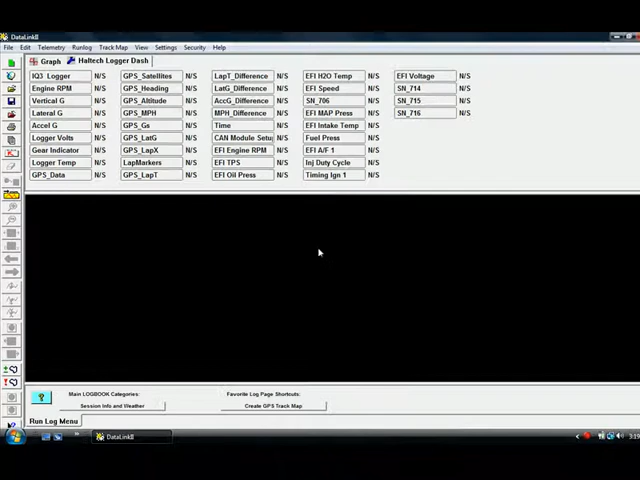 DataLinkII
File Edit Telemetry Runlog Track Map View Settings Security Help
Graph Haltech Logger Dash
IQ3 Logger N/S GPS_Satellites N/S LapT_Difference N/S EFI H2O Temp N/S EFI Voltage N/S
Engine RPM N/S GPS_Heading N/S LatG_Difference N/S EFI Speed N/S SN_714 N/S
Vertical G N/S GPS_Altitude N/S AccG_Difference N/S SN_706 N/S SN_715 N/S
Lateral G N/S GPS_MPH N/S MPH_Difference N/S EFI MAP Press N/S SN_716 N/S
Accel G N/S GPS_Gs N/S Time N/S EFI Intake Temp N/S
Logger Volts N/S GPS_LatG N/S CAN Module Setu N/S Fuel Press N/S
Gear Indicator N/S GPS_LapX N/S EFI Engine RPM N/S EFI A/F 1 N/S
Logger Temp N/S LapMarkers N/S EFI TPS N/S Inj Duty Cycle N/S
GPS_Data N/S GPS_LapT N/S EFI Oil Press N/S Timing Ign 1 N/S
Main LOGBOOK Categories: Favorite Log Page Shortcuts:
? Session Info and Weather Create GPS Track Map
Run Log Menu
DataLinkII 3:19